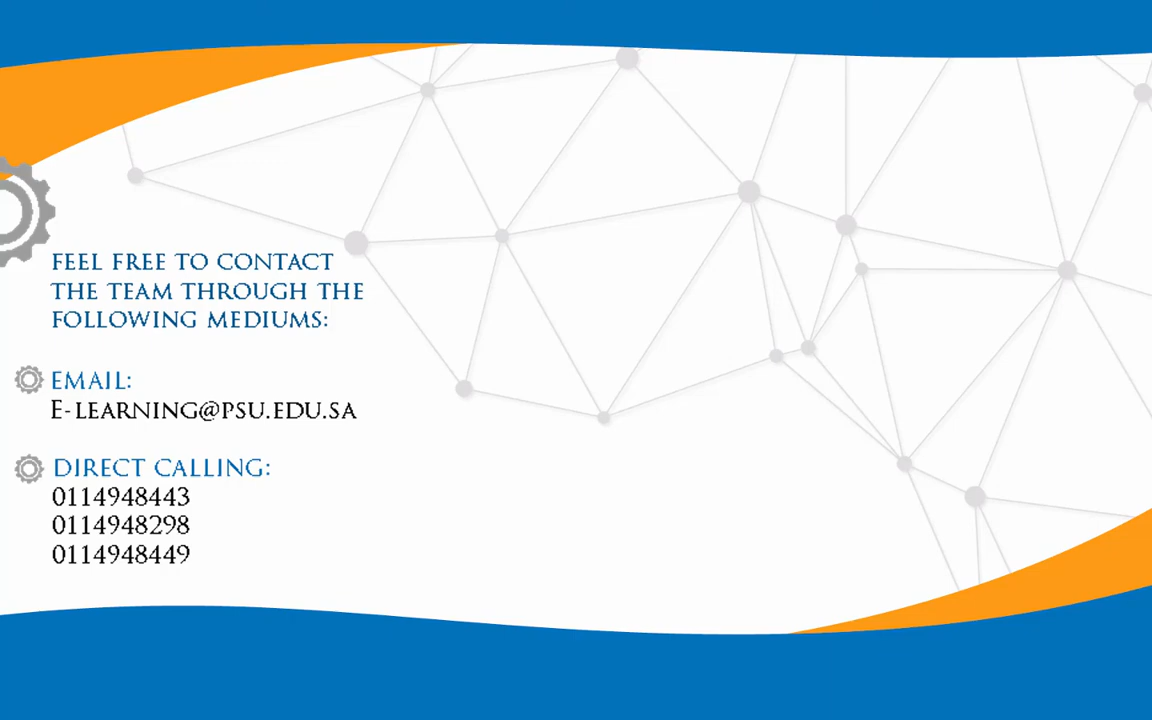 FEEL FREE TO CONTACT
THE TEAM THROUGH THE
FOLLOWING MEDIUMS:
EMAIL:
E-LEARNING@PSU.EDU.SA
DIRECT CALLING:
0114948443
0114948298
0114948449